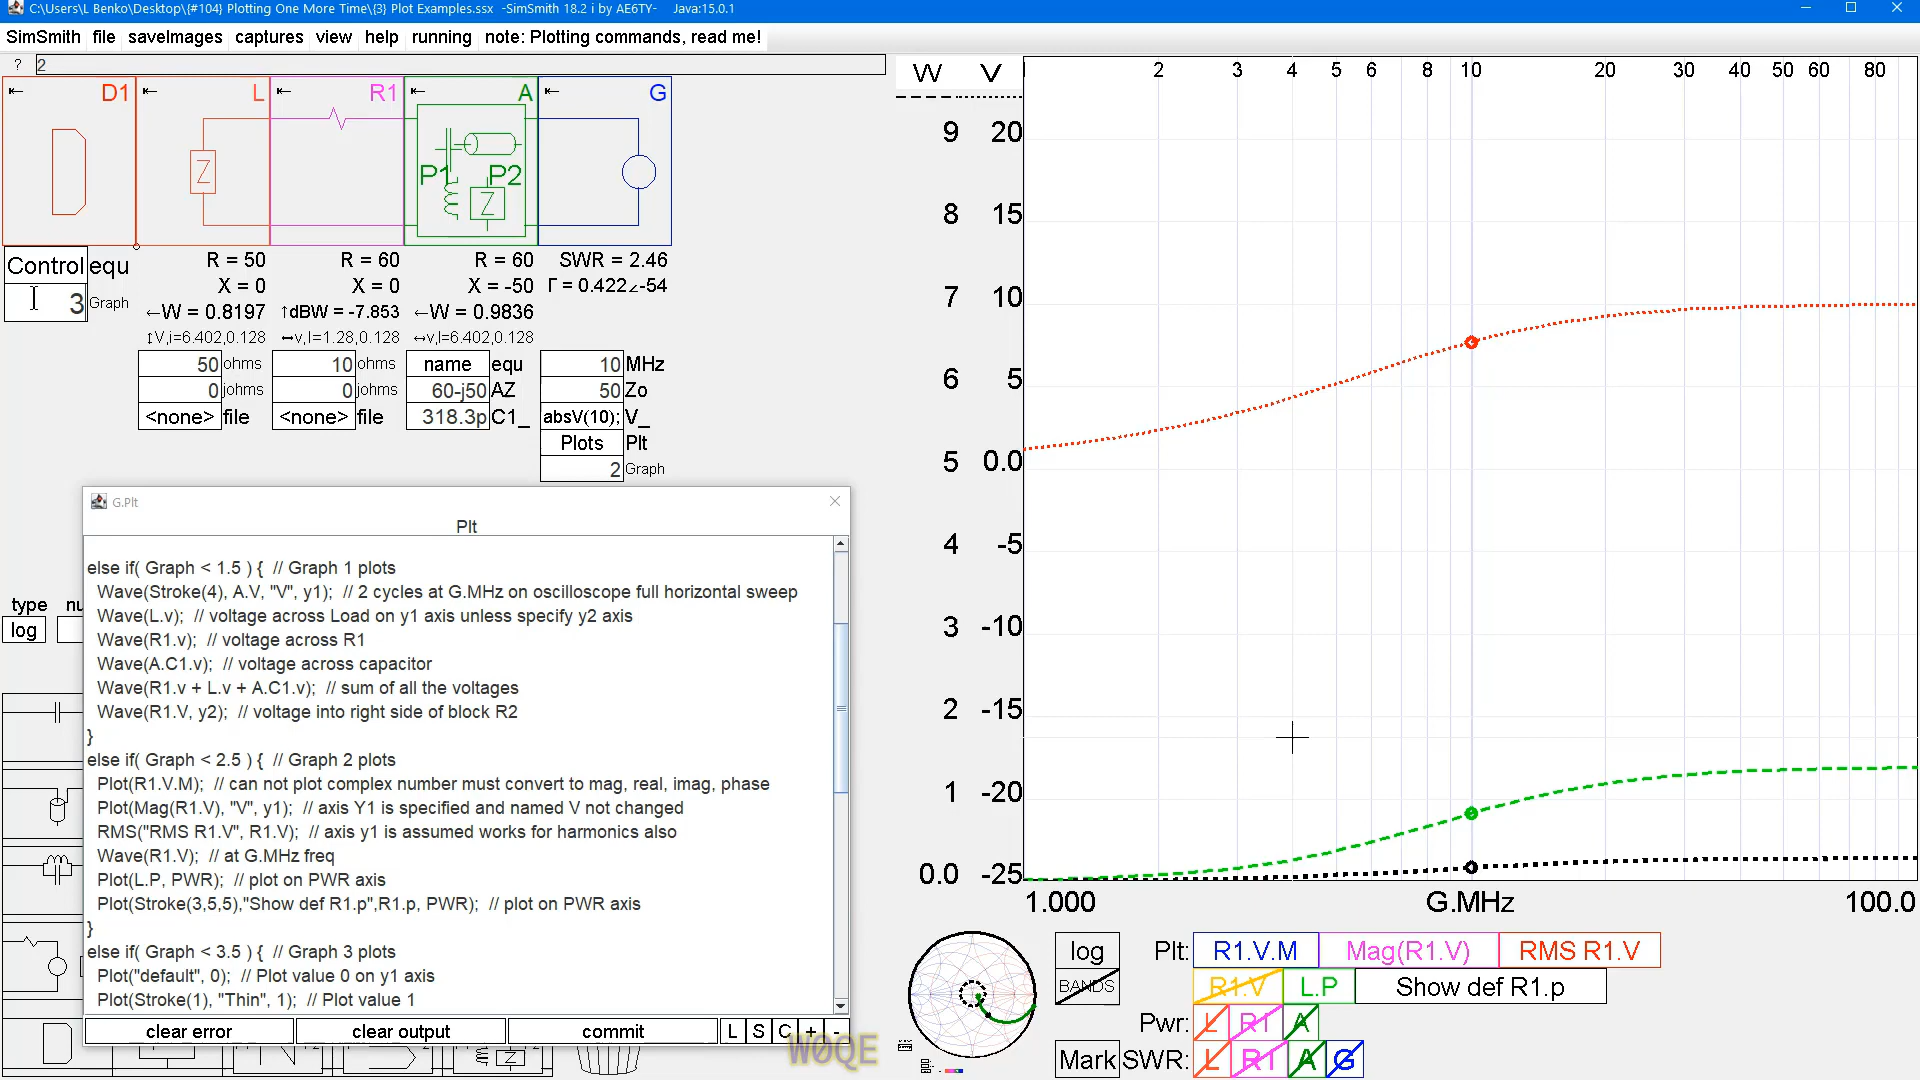 C:\Users\L Benko\Desktop\{#104} Plotting One More Time\{3} Plot Examples.ssx -SimSmith 18.2 i by AE6TY- Java:15.0.1
SimSmith file saveImages captures view help running note: Plotting commands, read me!
? 2
D1 L R1 A G
Z P1 P2 Z
Control equ
3 Graph
R = 50 R = 60 R = 60 SWR = 2.46
X = 0 X = 0 X = -50 Γ = 0.422∠-54
←W = 0.8197 ↑dBW = -7.853 ←W = 0.9836
↕V,i=6.402,0.128 ↔v,I=1.28,0.128 ↔v,I=6.402,0.128
50 ohms 10 ohms name equ 10 MHz
0 johms 0 johms 60-j50 AZ 50 Zo
<none> file <none> file 318.3p C1_ absV(10); V_
Plots Plt
2 Graph
type nu
log
G.Plt
Plt
else if( Graph < 1.5 ) { // Graph 1 plots
Wave(Stroke(4), A.V, "V", y1); // 2 cycles at G.MHz on oscilloscope full horizontal sweep
Wave(L.v); // voltage across Load on y1 axis unless specify y2 axis
Wave(R1.v); // voltage across R1
Wave(A.C1.v); // voltage across capacitor
Wave(R1.v + L.v + A.C1.v); // sum of all the voltages
Wave(R1.V, y2); // voltage into right side of block R2
}
else if( Graph < 2.5 ) { // Graph 2 plots
Plot(R1.V.M); // can not plot complex number must convert to mag, real, imag, phase
Plot(Mag(R1.V), "V", y1); // axis Y1 is specified and named V not changed
RMS("RMS R1.V", R1.V); // axis y1 is assumed works for harmonics also
Wave(R1.V); // at G.MHz freq
Plot(L.P, PWR); // plot on PWR axis
Plot(Stroke(3,5,5),"Show def R1.p",R1.p, PWR); // plot on PWR axis
}
else if( Graph < 3.5 ) { // Graph 3 plots
Plot("default", 0); // Plot value 0 on y1 axis
Plot(Stroke(1), "Thin", 1); // Plot value 1
clear error clear output commit L S C + -
W0QE
W V 2 3 4 5 6 8 10 20 30 40 50 60 80
9 20
8 15
7 10
6 5
5 0.0
4 -5
3 -10
2 -15
1 -20
0.0 -25
1.000 G.MHz 100.0
log Plt: R1.V.M Mag(R1.V) RMS R1.V
BANDS R1.V L.P Show def R1.p
Pwr: L R1 A
Mark SWR: L R1 A G